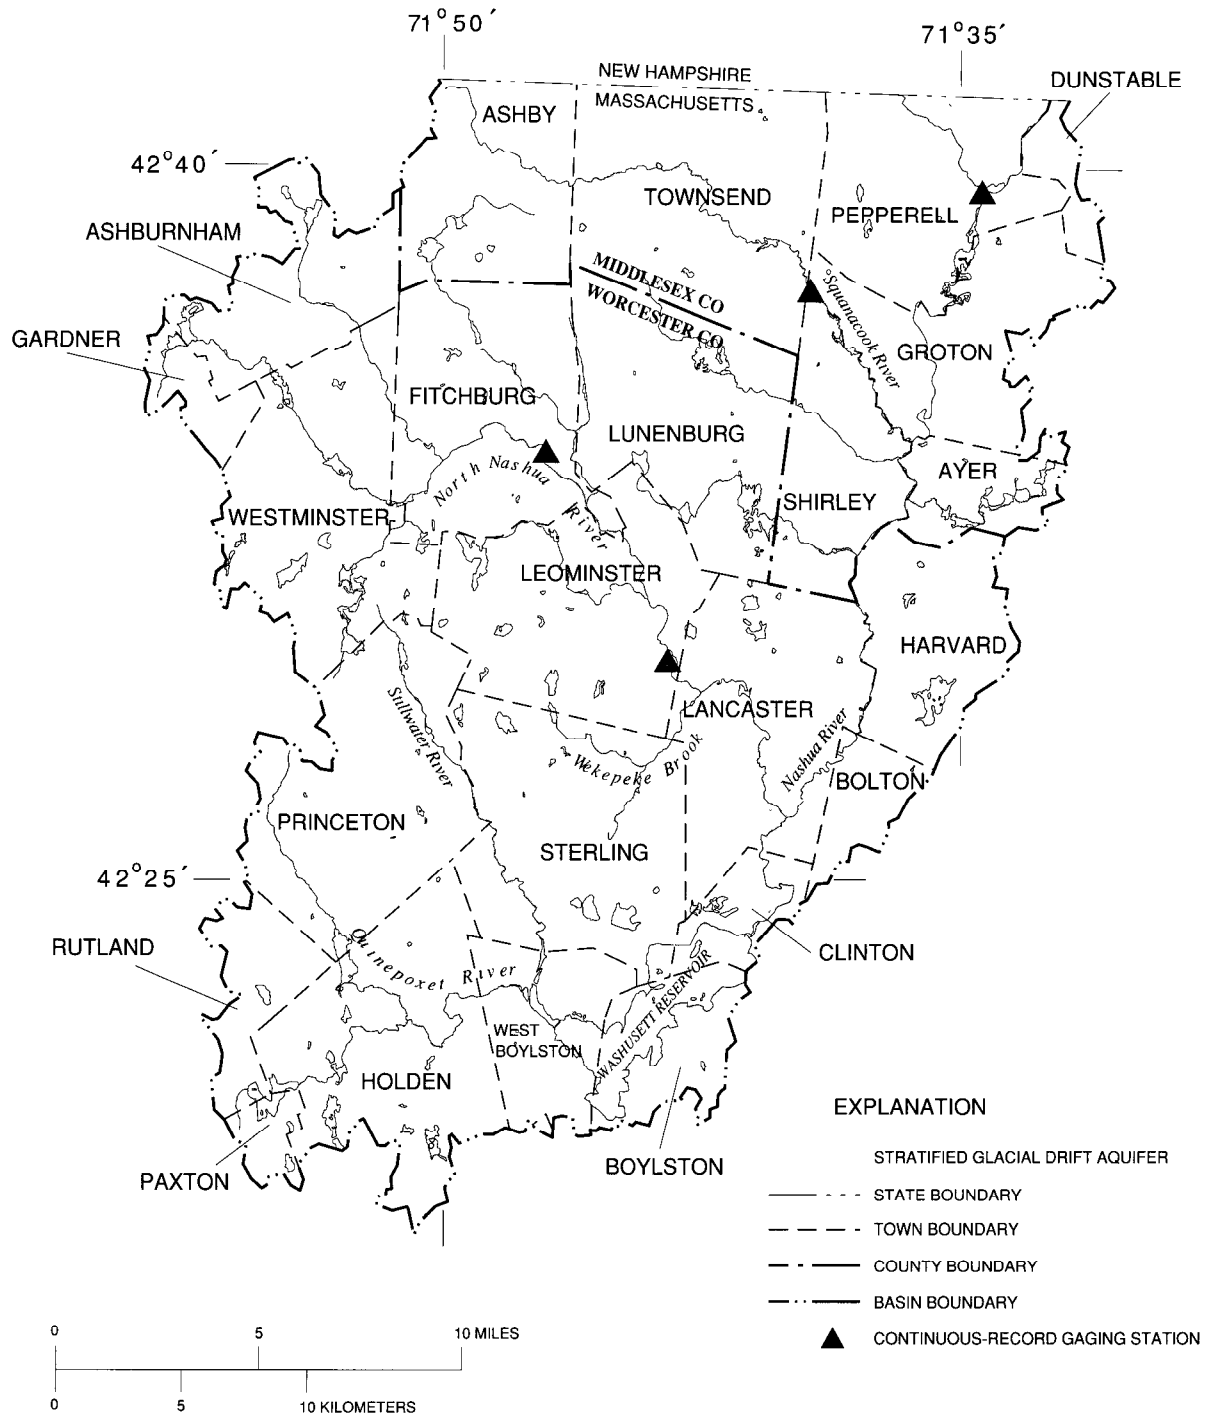 71°50′
71°35′
NEW HAMPSHIRE
MASSACHUSETTS
DUNSTABLE
ASHBY
42°40′
TOWNSEND
PEPPERELL
ASHBURNHAM
MIDDLESEX CO
WORCESTER CO
Squanacook River
GARDNER
GROTON
FITCHBURG
LUNENBURG
North Nashua River
AYER
SHIRLEY
WESTMINSTER
LEOMINSTER
HARVARD
Stillwater River
LANCASTER
Nashua River
Wekepeke Brook
BOLTON
PRINCETON
STERLING
42°25′
RUTLAND
Quinepoxet River
CLINTON
WASHUSETT RESERVOIR
WEST
BOYLSTON
HOLDEN
PAXTON
BOYLSTON
EXPLANATION
STRATIFIED GLACIAL DRIFT AQUIFER
STATE BOUNDARY
TOWN BOUNDARY
COUNTY BOUNDARY
BASIN BOUNDARY
CONTINUOUS-RECORD GAGING STATION
0 5 10 MILES
0 5 10 KILOMETERS